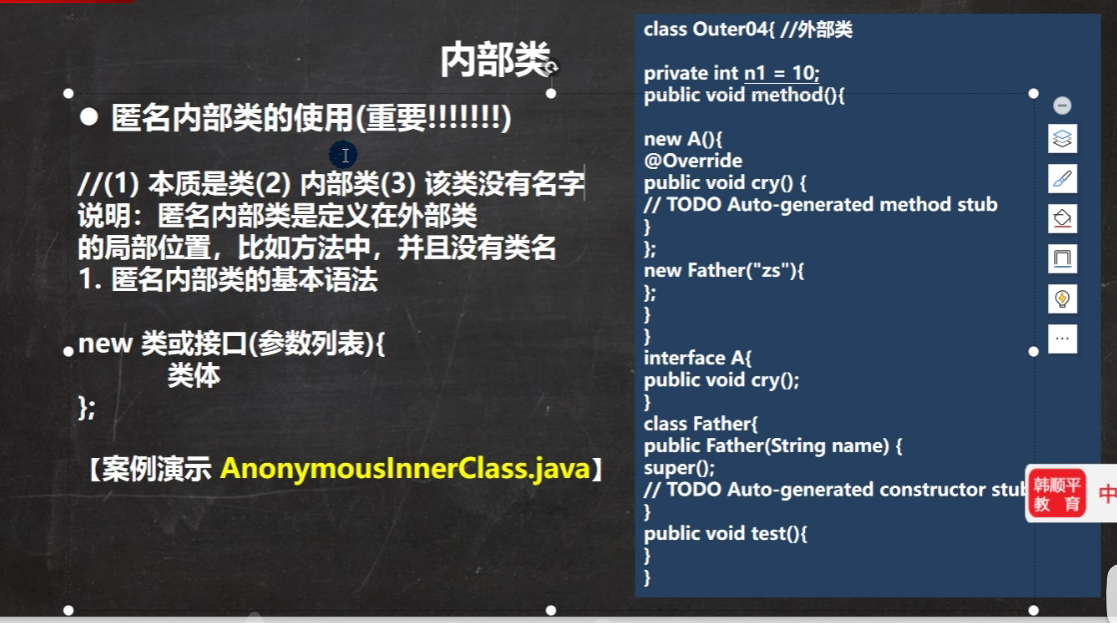 内部类
● 匿名内部类的使用(重要!!!!!!!)
//(1) 本质是类(2) 内部类(3) 该类没有名字
说明：匿名内部类是定义在外部类
的局部位置，比如方法中，并且没有类名
1. 匿名内部类的基本语法
new 类或接口(参数列表){
类体
};
【案例演示 AnonymousInnerClass.java】
class Outer04{ //外部类
private int n1 = 10;
public void method(){
new A(){
@Override
public void cry() {
// TODO Auto-generated method stub
}
};
new Father("zs"){
};
}
}
interface A{
public void cry();
}
class Father{
public Father(String name) {
super();
// TODO Auto-generated constructor stub
}
public void test(){
}
}
韩顺平
教 育
中